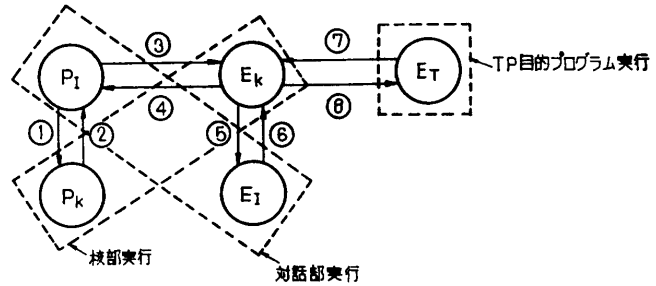 ③
⑦
P_I
E_k
E_T
TP目的プログラム実行
④
⑧
①
②
⑤
⑥
P_k
E_I
核部実行
対話部実行